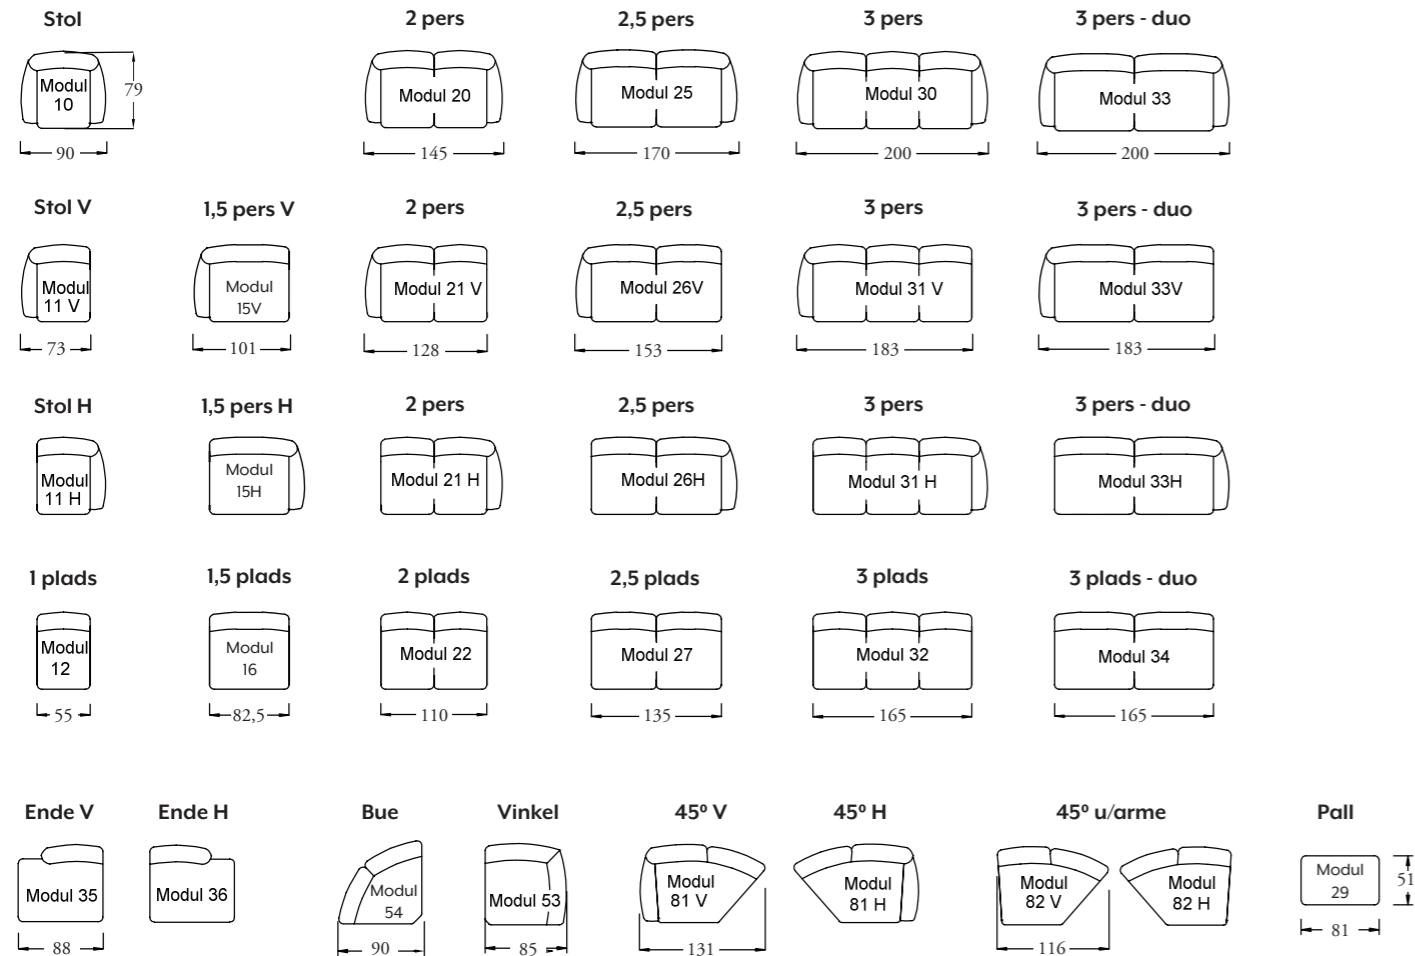 Stol
2 pers
2,5 pers
3 pers
3 pers - duo
Modul
10
79
Modul 20
Modul 25
Modul 30
Modul 33
90
145
170
200
200
Stol V
1,5 pers V
2 pers
2,5 pers
3 pers
3 pers - duo
Modul
11 V
Modul
15V
Modul 21 V
Modul 26V
Modul 31 V
Modul 33V
73
101
128
153
183
183
Stol H
1,5 pers H
2 pers
2,5 pers
3 pers
3 pers - duo
Modul
11 H
Modul
15H
Modul 21 H
Modul 26H
Modul 31 H
Modul 33H
1 plads
1,5 plads
2 plads
2,5 plads
3 plads
3 plads - duo
Modul
12
Modul
16
Modul 22
Modul 27
Modul 32
Modul 34
55
82,5
110
135
165
165
Ende V
Ende H
Bue
Vinkel
45º V
45º H
45º u/arme
Pall
Modul 35
Modul 36
Modul
54
Modul 53
Modul
81 V
Modul
81 H
Modul
82 V
Modul
82 H
Modul
29
51
88
90
85
131
116
81